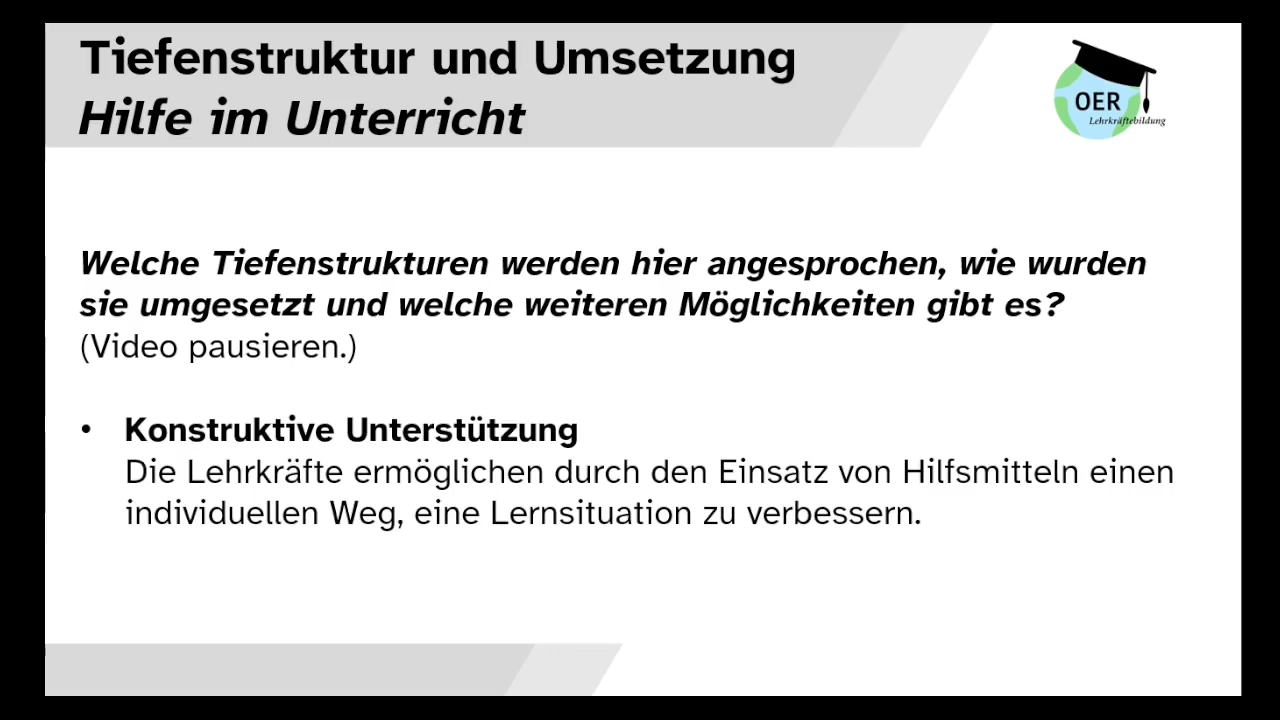 Tiefenstruktur und Umsetzung
Hilfe im Unterricht
OER
Lehrkräftebildung
Welche Tiefenstrukturen werden hier angesprochen, wie wurden
sie umgesetzt und welche weiteren Möglichkeiten gibt es?
(Video pausieren.)
• Konstruktive Unterstützung
Die Lehrkräfte ermöglichen durch den Einsatz von Hilfsmitteln einen
individuellen Weg, eine Lernsituation zu verbessern.